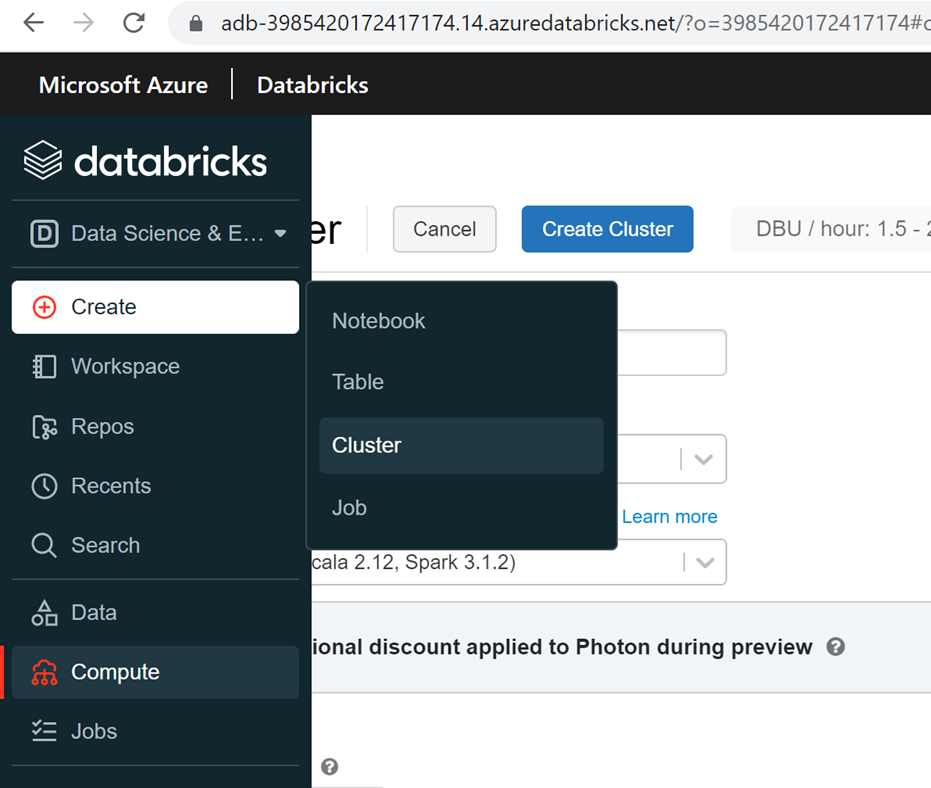 adb-3985420172417174.14.azuredatabricks.net/?o=3985420172417174#c
Microsoft Azure | Databricks
databricks
D Data Science & E...
er
Cancel
Create Cluster
DBU / hour: 1.5 - 2
Create
Notebook
Workspace
Table
Repos
Cluster
Recents
Job
Learn more
Search
cala 2.12, Spark 3.1.2)
Data
ional discount applied to Photon during preview ?
Compute
Jobs
?